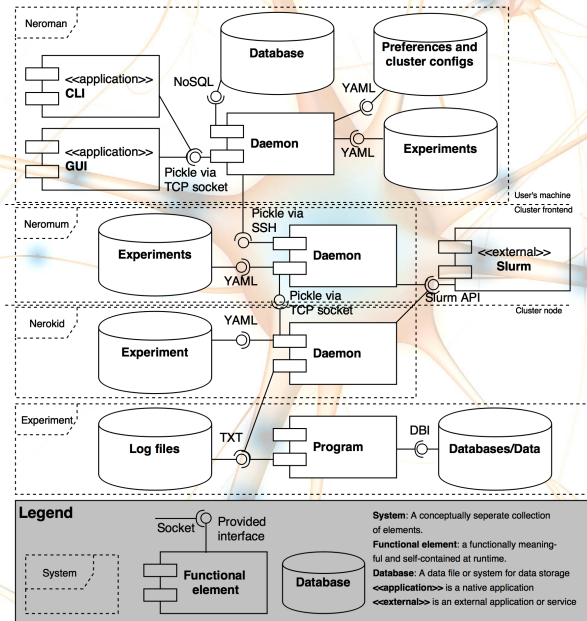 Neroman
Database
Preferences and
cluster configs
<<application>>
CLI
NoSQL
YAML
<<application>>
GUI
Daemon
YAML
Experiments
Pickle via
TCP socket
User's machine
Cluster frontend
Neromum
Pickle via
SSH
Experiments
Daemon
<<external>>
Slurm
YAML
Pickle via
TCP socket
Slurm API
Cluster node
Nerokid
YAML
Experiment
Daemon
Experiment
Log files
TXT
Program
DBI
Databases/Data
Legend
Socket
Provided
interface
System
Functional
element
Database
System: A conceptually seperate collection
of elements.
Functional element: a functionally meaning-
ful and self-contained at runtime.
Database: A data file or system for data storage
<<application>> is a native application
<<external>> is an external application or service